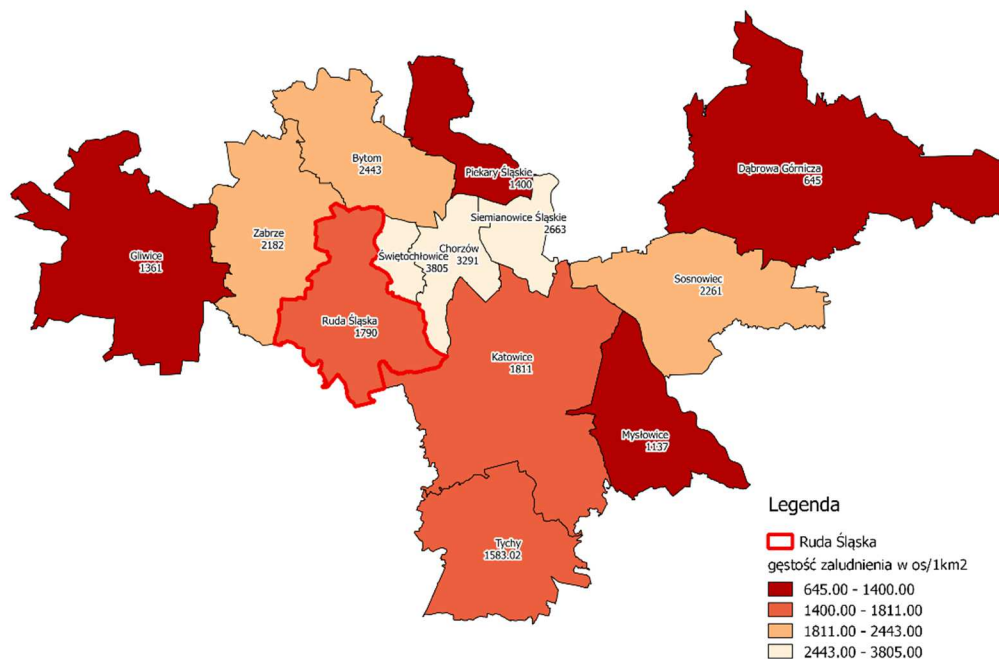 Bytom
2443
Piekary Śląskie
1400
Dąbrowa Górnicza
645
Siemianowice Śląskie
2663
Zabrze
2182
Świętochłowice
3805
Chorzów
3291
Gliwice
1361
Sosnowiec
2261
Ruda Śląska
1790
Katowice
1811
Mysłowice
1137
Tychy
1583.02
Legenda
Ruda Śląska
gęstość zaludnienia w os/1km2
645.00 - 1400.00
1400.00 - 1811.00
1811.00 - 2443.00
2443.00 - 3805.00